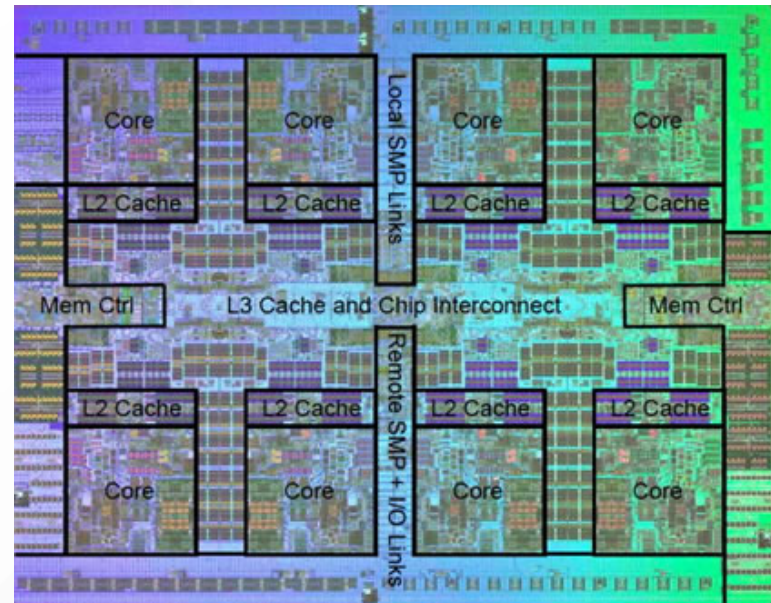 Core
Core
Local SMP Links
Core
Core
L2 Cache
L2 Cache
L2 Cache
L2 Cache
Mem Ctrl
L3 Cache and Chip Interconnect
Mem Ctrl
L2 Cache
L2 Cache
Remote SMP + I/O Links
L2 Cache
L2 Cache
Core
Core
Core
Core